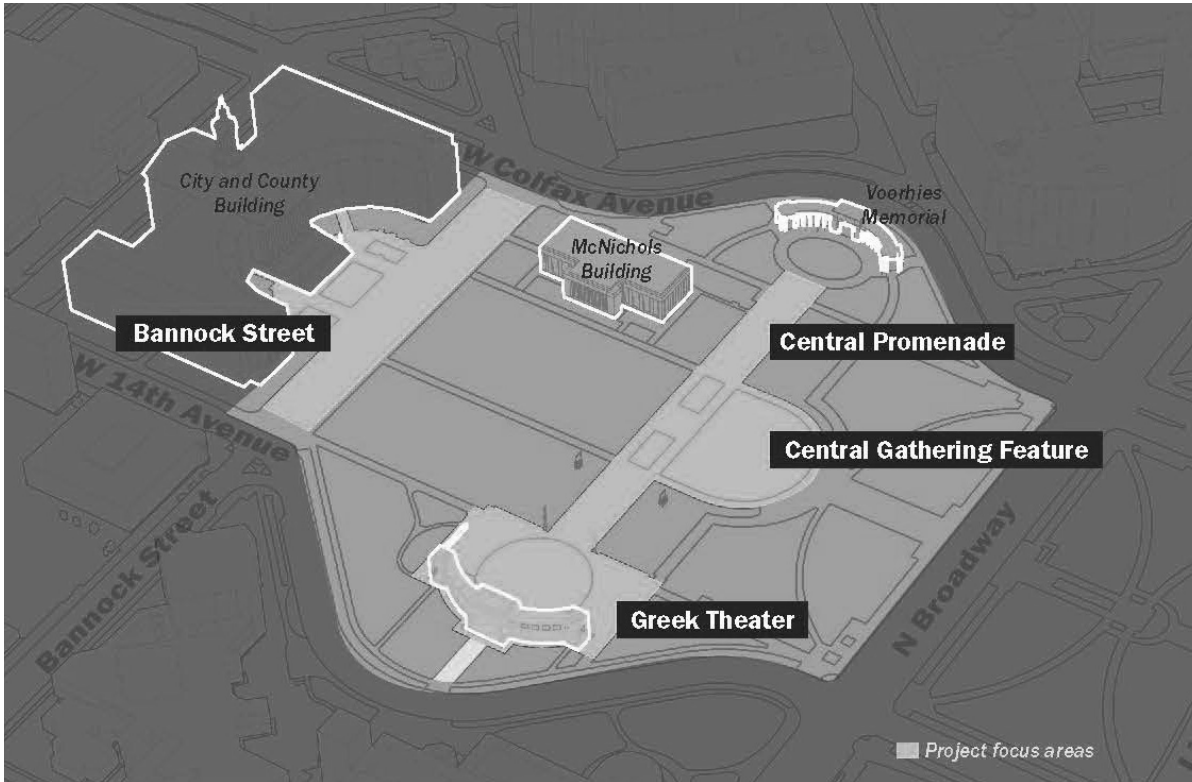 W Colfax Avenue
City and County
Building
Voorhies
Memorial
McNichols
Building
Bannock Street
Central Promenade
W 14th Avenue
Central Gathering Feature
Bannock Street
N Broadway
Greek Theater
Project focus areas